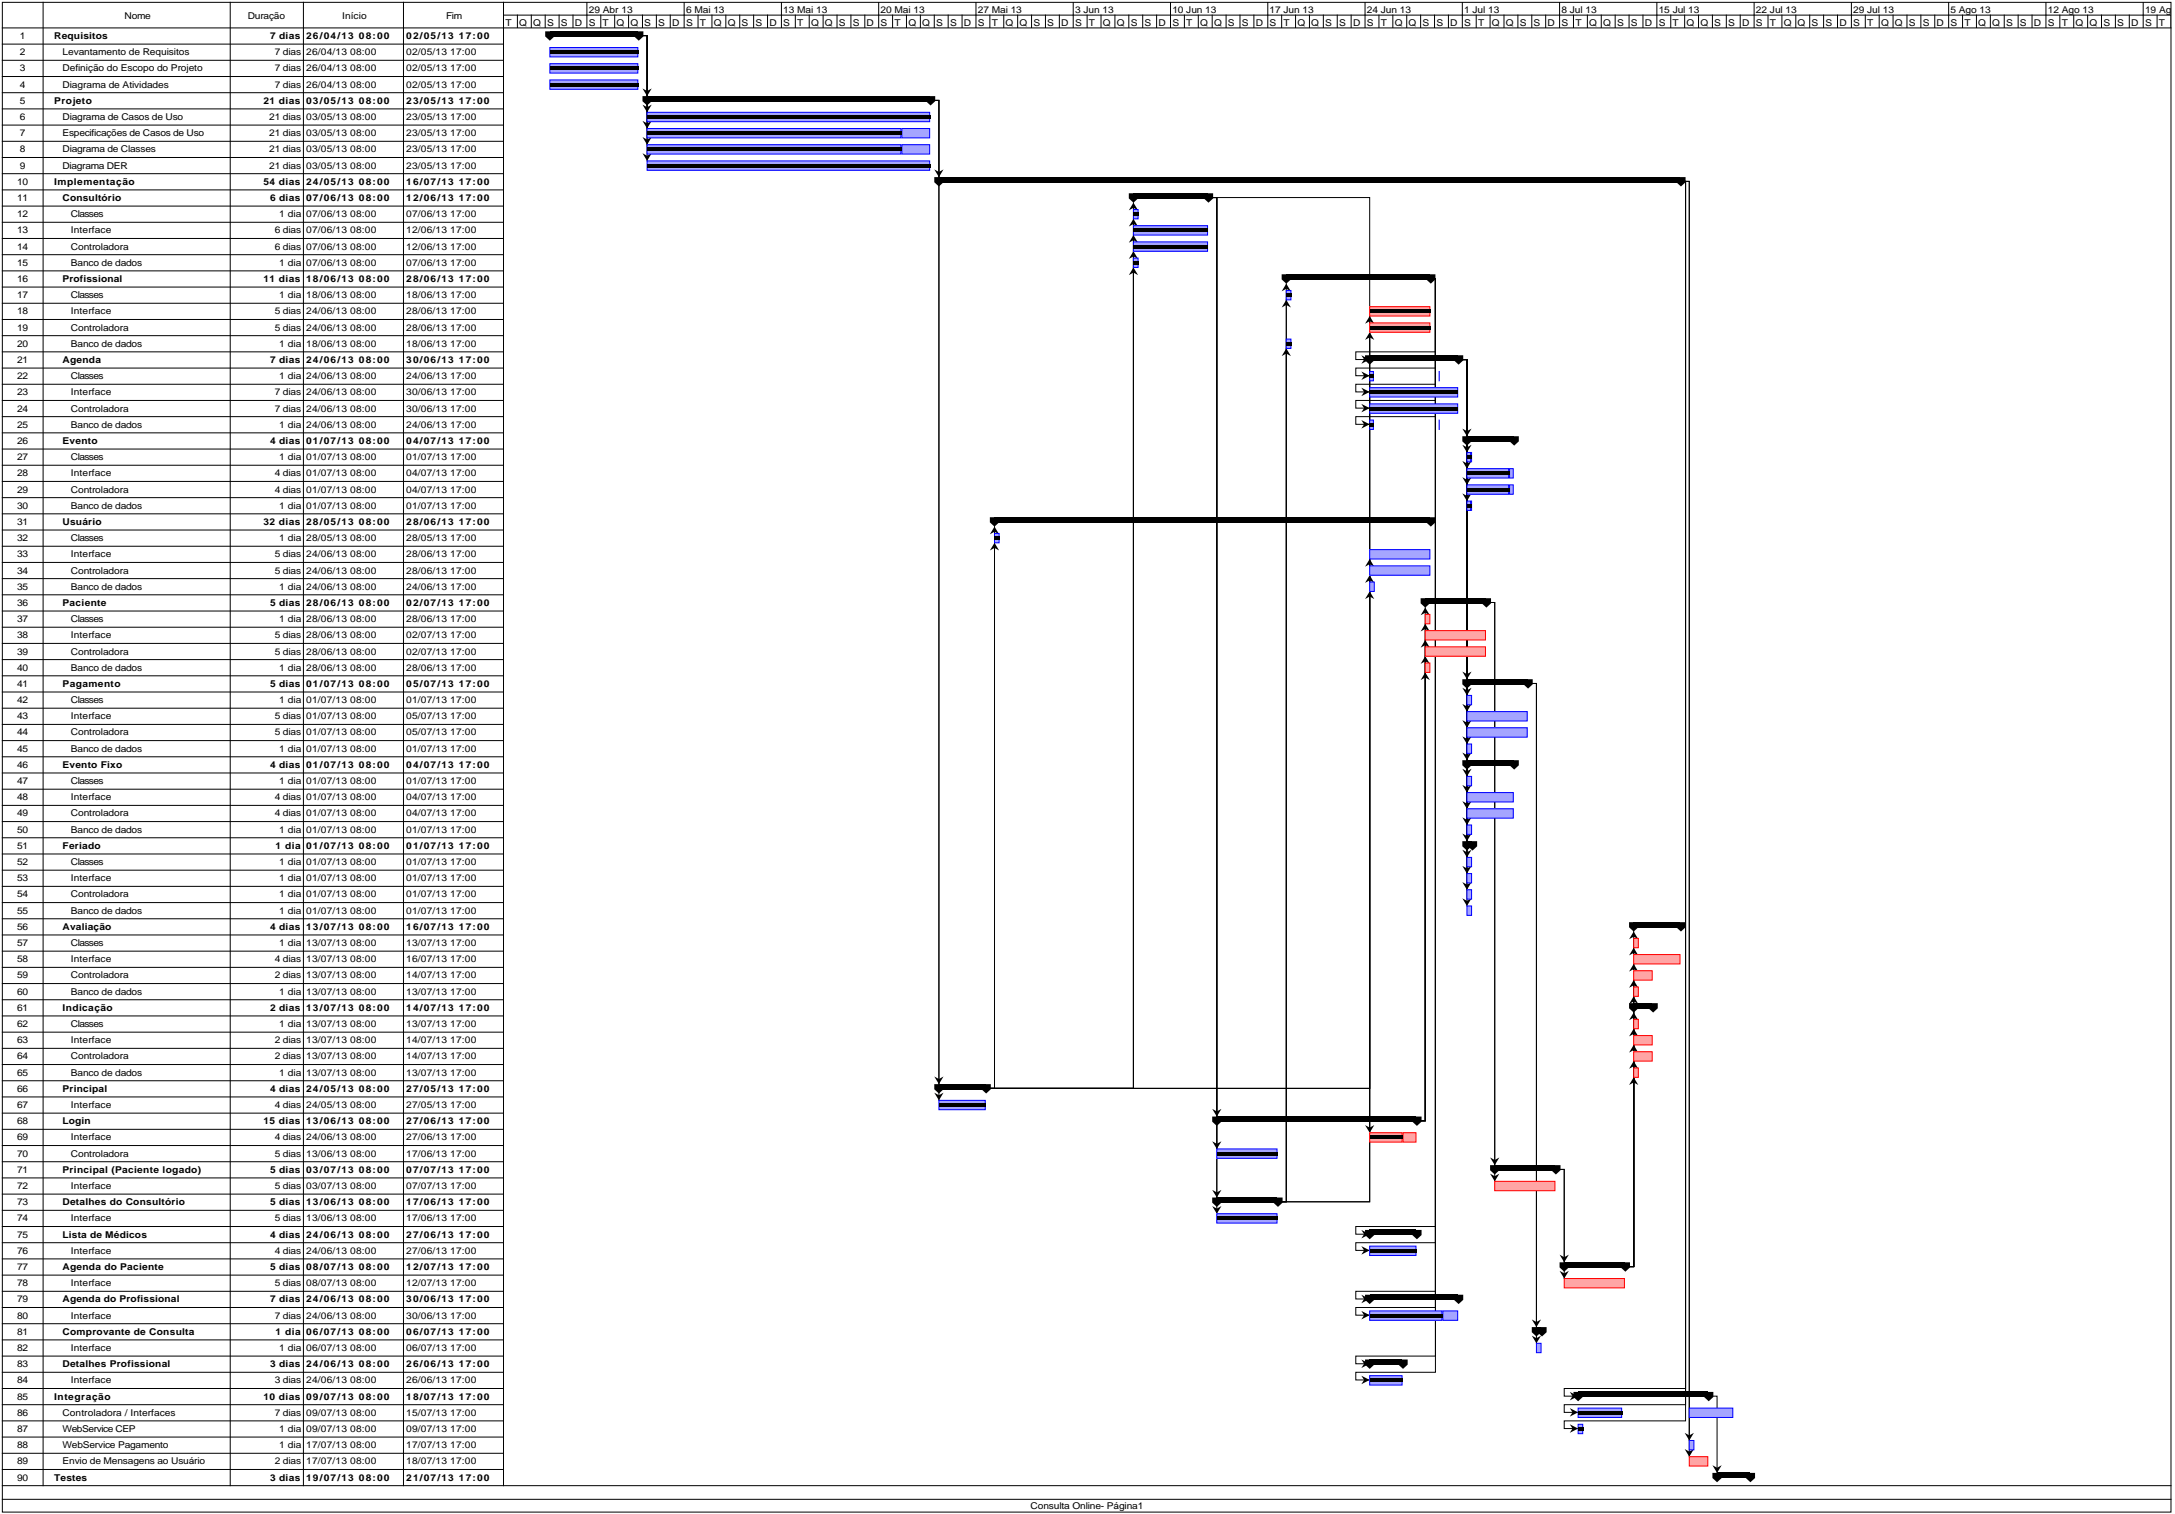 Nome Duração Início Fim 29 Abr 13 6 Mai 13 13 Mai 13 20 Mai 13 27 Mai 13 3 Jun 13 10 Jun 13 17 Jun 13 24 Jun 13 1 Jul 13 8 Jul 13 15 Jul 13 22 Jul 13 29 Jul 13 5 Ago 13 12 Ago 13 19 Ag
T Q Q S S D S T Q Q S S D S T Q Q S S D S T Q Q S S D S T Q Q S S D S T Q Q S S D S T Q Q S S D S T Q Q S S D S T Q Q S S D S T Q Q S S D S T Q Q S S D S T Q Q S S D S T Q Q S S D S T Q Q S S D S T Q Q S S D S T Q Q S S D S T Q Q S S D S T
1 Requisitos 7 dias 26/04/13 08:00 02/05/13 17:00
2 Levantamento de Requisitos 7 dias 26/04/13 08:00 02/05/13 17:00
3 Definição do Escopo do Projeto 7 dias 26/04/13 08:00 02/05/13 17:00
4 Diagrama de Atividades 7 dias 26/04/13 08:00 02/05/13 17:00
5 Projeto 21 dias 03/05/13 08:00 23/05/13 17:00
6 Diagrama de Casos de Uso 21 dias 03/05/13 08:00 23/05/13 17:00
7 Especificações de Casos de Uso 21 dias 03/05/13 08:00 23/05/13 17:00
8 Diagrama de Classes 21 dias 03/05/13 08:00 23/05/13 17:00
9 Diagrama DER 21 dias 03/05/13 08:00 23/05/13 17:00
10 Implementação 54 dias 24/05/13 08:00 16/07/13 17:00
11 Consultório 6 dias 07/06/13 08:00 12/06/13 17:00
12 Classes 1 dia 07/06/13 08:00 07/06/13 17:00
13 Interface 6 dias 07/06/13 08:00 12/06/13 17:00
14 Controladora 6 dias 07/06/13 08:00 12/06/13 17:00
15 Banco de dados 1 dia 07/06/13 08:00 07/06/13 17:00
16 Profissional 11 dias 18/06/13 08:00 28/06/13 17:00
17 Classes 1 dia 18/06/13 08:00 18/06/13 17:00
18 Interface 5 dias 24/06/13 08:00 28/06/13 17:00
19 Controladora 5 dias 24/06/13 08:00 28/06/13 17:00
20 Banco de dados 1 dia 18/06/13 08:00 18/06/13 17:00
21 Agenda 7 dias 24/06/13 08:00 30/06/13 17:00
22 Classes 1 dia 24/06/13 08:00 24/06/13 17:00
23 Interface 7 dias 24/06/13 08:00 30/06/13 17:00
24 Controladora 7 dias 24/06/13 08:00 30/06/13 17:00
25 Banco de dados 1 dia 24/06/13 08:00 24/06/13 17:00
26 Evento 4 dias 01/07/13 08:00 04/07/13 17:00
27 Classes 1 dia 01/07/13 08:00 01/07/13 17:00
28 Interface 4 dias 01/07/13 08:00 04/07/13 17:00
29 Controladora 4 dias 01/07/13 08:00 04/07/13 17:00
30 Banco de dados 1 dia 01/07/13 08:00 01/07/13 17:00
31 Usuário 32 dias 28/05/13 08:00 28/06/13 17:00
32 Classes 1 dia 28/05/13 08:00 28/05/13 17:00
33 Interface 5 dias 24/06/13 08:00 28/06/13 17:00
34 Controladora 5 dias 24/06/13 08:00 28/06/13 17:00
35 Banco de dados 1 dia 24/06/13 08:00 24/06/13 17:00
36 Paciente 5 dias 28/06/13 08:00 02/07/13 17:00
37 Classes 1 dia 28/06/13 08:00 28/06/13 17:00
38 Interface 5 dias 28/06/13 08:00 02/07/13 17:00
39 Controladora 5 dias 28/06/13 08:00 02/07/13 17:00
40 Banco de dados 1 dia 28/06/13 08:00 28/06/13 17:00
41 Pagamento 5 dias 01/07/13 08:00 05/07/13 17:00
42 Classes 1 dia 01/07/13 08:00 01/07/13 17:00
43 Interface 5 dias 01/07/13 08:00 05/07/13 17:00
44 Controladora 5 dias 01/07/13 08:00 05/07/13 17:00
45 Banco de dados 1 dia 01/07/13 08:00 01/07/13 17:00
46 Evento Fixo 4 dias 01/07/13 08:00 04/07/13 17:00
47 Classes 1 dia 01/07/13 08:00 01/07/13 17:00
48 Interface 4 dias 01/07/13 08:00 04/07/13 17:00
49 Controladora 4 dias 01/07/13 08:00 04/07/13 17:00
50 Banco de dados 1 dia 01/07/13 08:00 01/07/13 17:00
51 Feriado 1 dia 01/07/13 08:00 01/07/13 17:00
52 Classes 1 dia 01/07/13 08:00 01/07/13 17:00
53 Interface 1 dia 01/07/13 08:00 01/07/13 17:00
54 Controladora 1 dia 01/07/13 08:00 01/07/13 17:00
55 Banco de dados 1 dia 01/07/13 08:00 01/07/13 17:00
56 Avaliação 4 dias 13/07/13 08:00 16/07/13 17:00
57 Classes 1 dia 13/07/13 08:00 13/07/13 17:00
58 Interface 4 dias 13/07/13 08:00 16/07/13 17:00
59 Controladora 2 dias 13/07/13 08:00 14/07/13 17:00
60 Banco de dados 1 dia 13/07/13 08:00 13/07/13 17:00
61 Indicação 2 dias 13/07/13 08:00 14/07/13 17:00
62 Classes 1 dia 13/07/13 08:00 13/07/13 17:00
63 Interface 2 dias 13/07/13 08:00 14/07/13 17:00
64 Controladora 2 dias 13/07/13 08:00 14/07/13 17:00
65 Banco de dados 1 dia 13/07/13 08:00 13/07/13 17:00
66 Principal 4 dias 24/05/13 08:00 27/05/13 17:00
67 Interface 4 dias 24/05/13 08:00 27/05/13 17:00
68 Login 15 dias 13/06/13 08:00 27/06/13 17:00
69 Interface 4 dias 24/06/13 08:00 27/06/13 17:00
70 Controladora 5 dias 13/06/13 08:00 17/06/13 17:00
71 Principal (Paciente logado) 5 dias 03/07/13 08:00 07/07/13 17:00
72 Interface 5 dias 03/07/13 08:00 07/07/13 17:00
73 Detalhes do Consultório 5 dias 13/06/13 08:00 17/06/13 17:00
74 Interface 5 dias 13/06/13 08:00 17/06/13 17:00
75 Lista de Médicos 4 dias 24/06/13 08:00 27/06/13 17:00
76 Interface 4 dias 24/06/13 08:00 27/06/13 17:00
77 Agenda do Paciente 5 dias 08/07/13 08:00 12/07/13 17:00
78 Interface 5 dias 08/07/13 08:00 12/07/13 17:00
79 Agenda do Profissional 7 dias 24/06/13 08:00 30/06/13 17:00
80 Interface 7 dias 24/06/13 08:00 30/06/13 17:00
81 Comprovante de Consulta 1 dia 06/07/13 08:00 06/07/13 17:00
82 Interface 1 dia 06/07/13 08:00 06/07/13 17:00
83 Detalhes Profissional 3 dias 24/06/13 08:00 26/06/13 17:00
84 Interface 3 dias 24/06/13 08:00 26/06/13 17:00
85 Integração 10 dias 09/07/13 08:00 18/07/13 17:00
86 Controladora / Interfaces 7 dias 09/07/13 08:00 15/07/13 17:00
87 WebService CEP 1 dia 09/07/13 08:00 09/07/13 17:00
88 WebService Pagamento 1 dia 17/07/13 08:00 17/07/13 17:00
89 Envio de Mensagens ao Usuário 2 dias 17/07/13 08:00 18/07/13 17:00
90 Testes 3 dias 19/07/13 08:00 21/07/13 17:00
Consulta Online- Página1